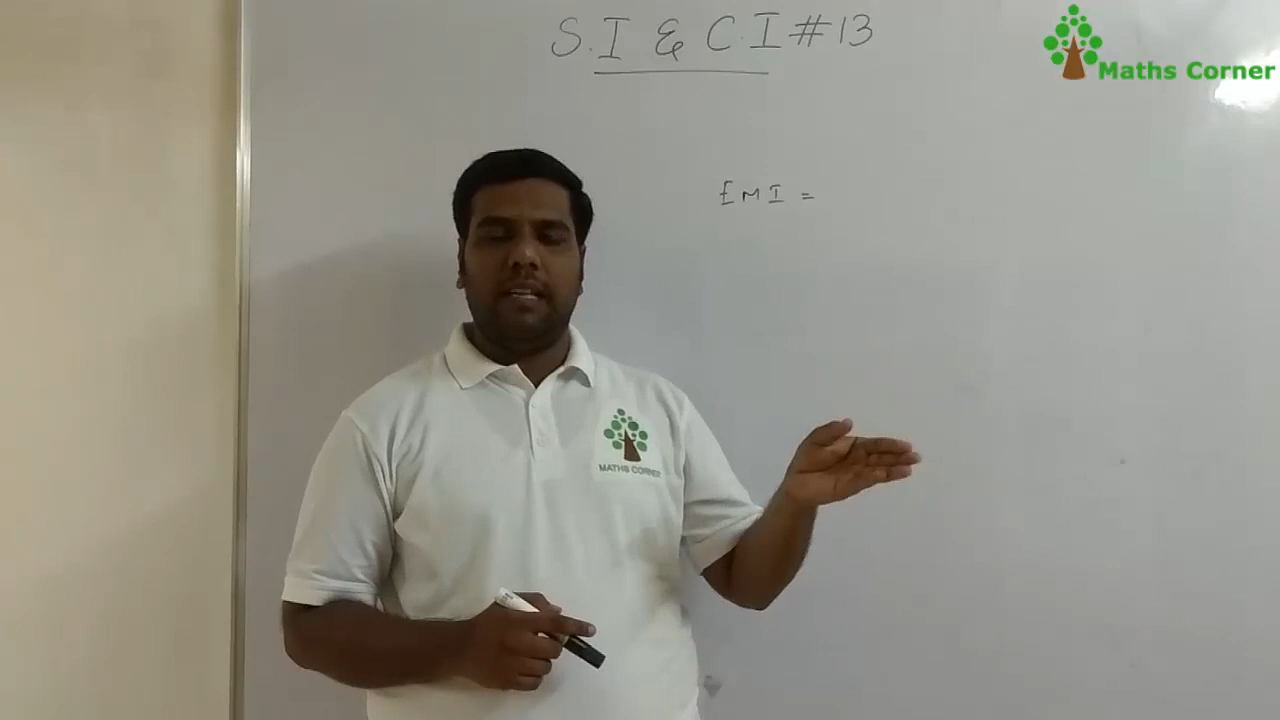 S.I & C.I #13
Maths Corner
EMI =
MATHS CORNER